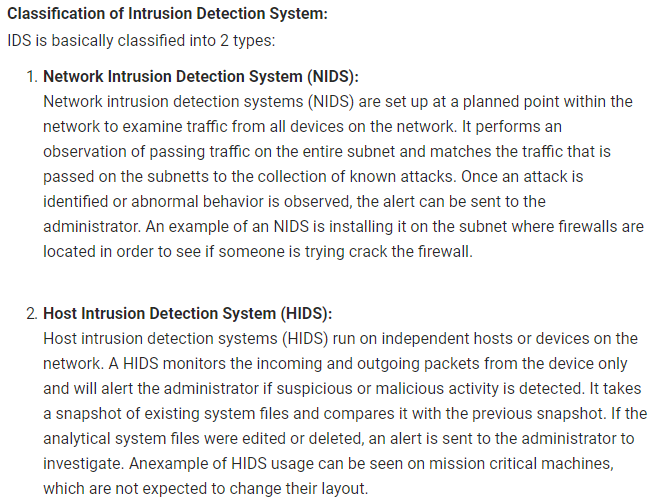 Classification of Intrusion Detection System:
IDS is basically classified into 2 types:
1. Network Intrusion Detection System (NIDS):
Network intrusion detection systems (NIDS) are set up at a planned point within the
network to examine traffic from all devices on the network. It performs an
observation of passing traffic on the entire subnet and matches the traffic that is
passed on the subnetts to the collection of known attacks. Once an attack is
identified or abnormal behavior is observed, the alert can be sent to the
administrator. An example of an NIDS is installing it on the subnet where firewalls are
located in order to see if someone is trying crack the firewall.
2. Host Intrusion Detection System (HIDS):
Host intrusion detection systems (HIDS) run on independent hosts or devices on the
network. A HIDS monitors the incoming and outgoing packets from the device only
and will alert the administrator if suspicious or malicious activity is detected. It takes
a snapshot of existing system files and compares it with the previous snapshot. If the
analytical system files were edited or deleted, an alert is sent to the administrator to
investigate. Anexample of HIDS usage can be seen on mission critical machines,
which are not expected to change their layout.